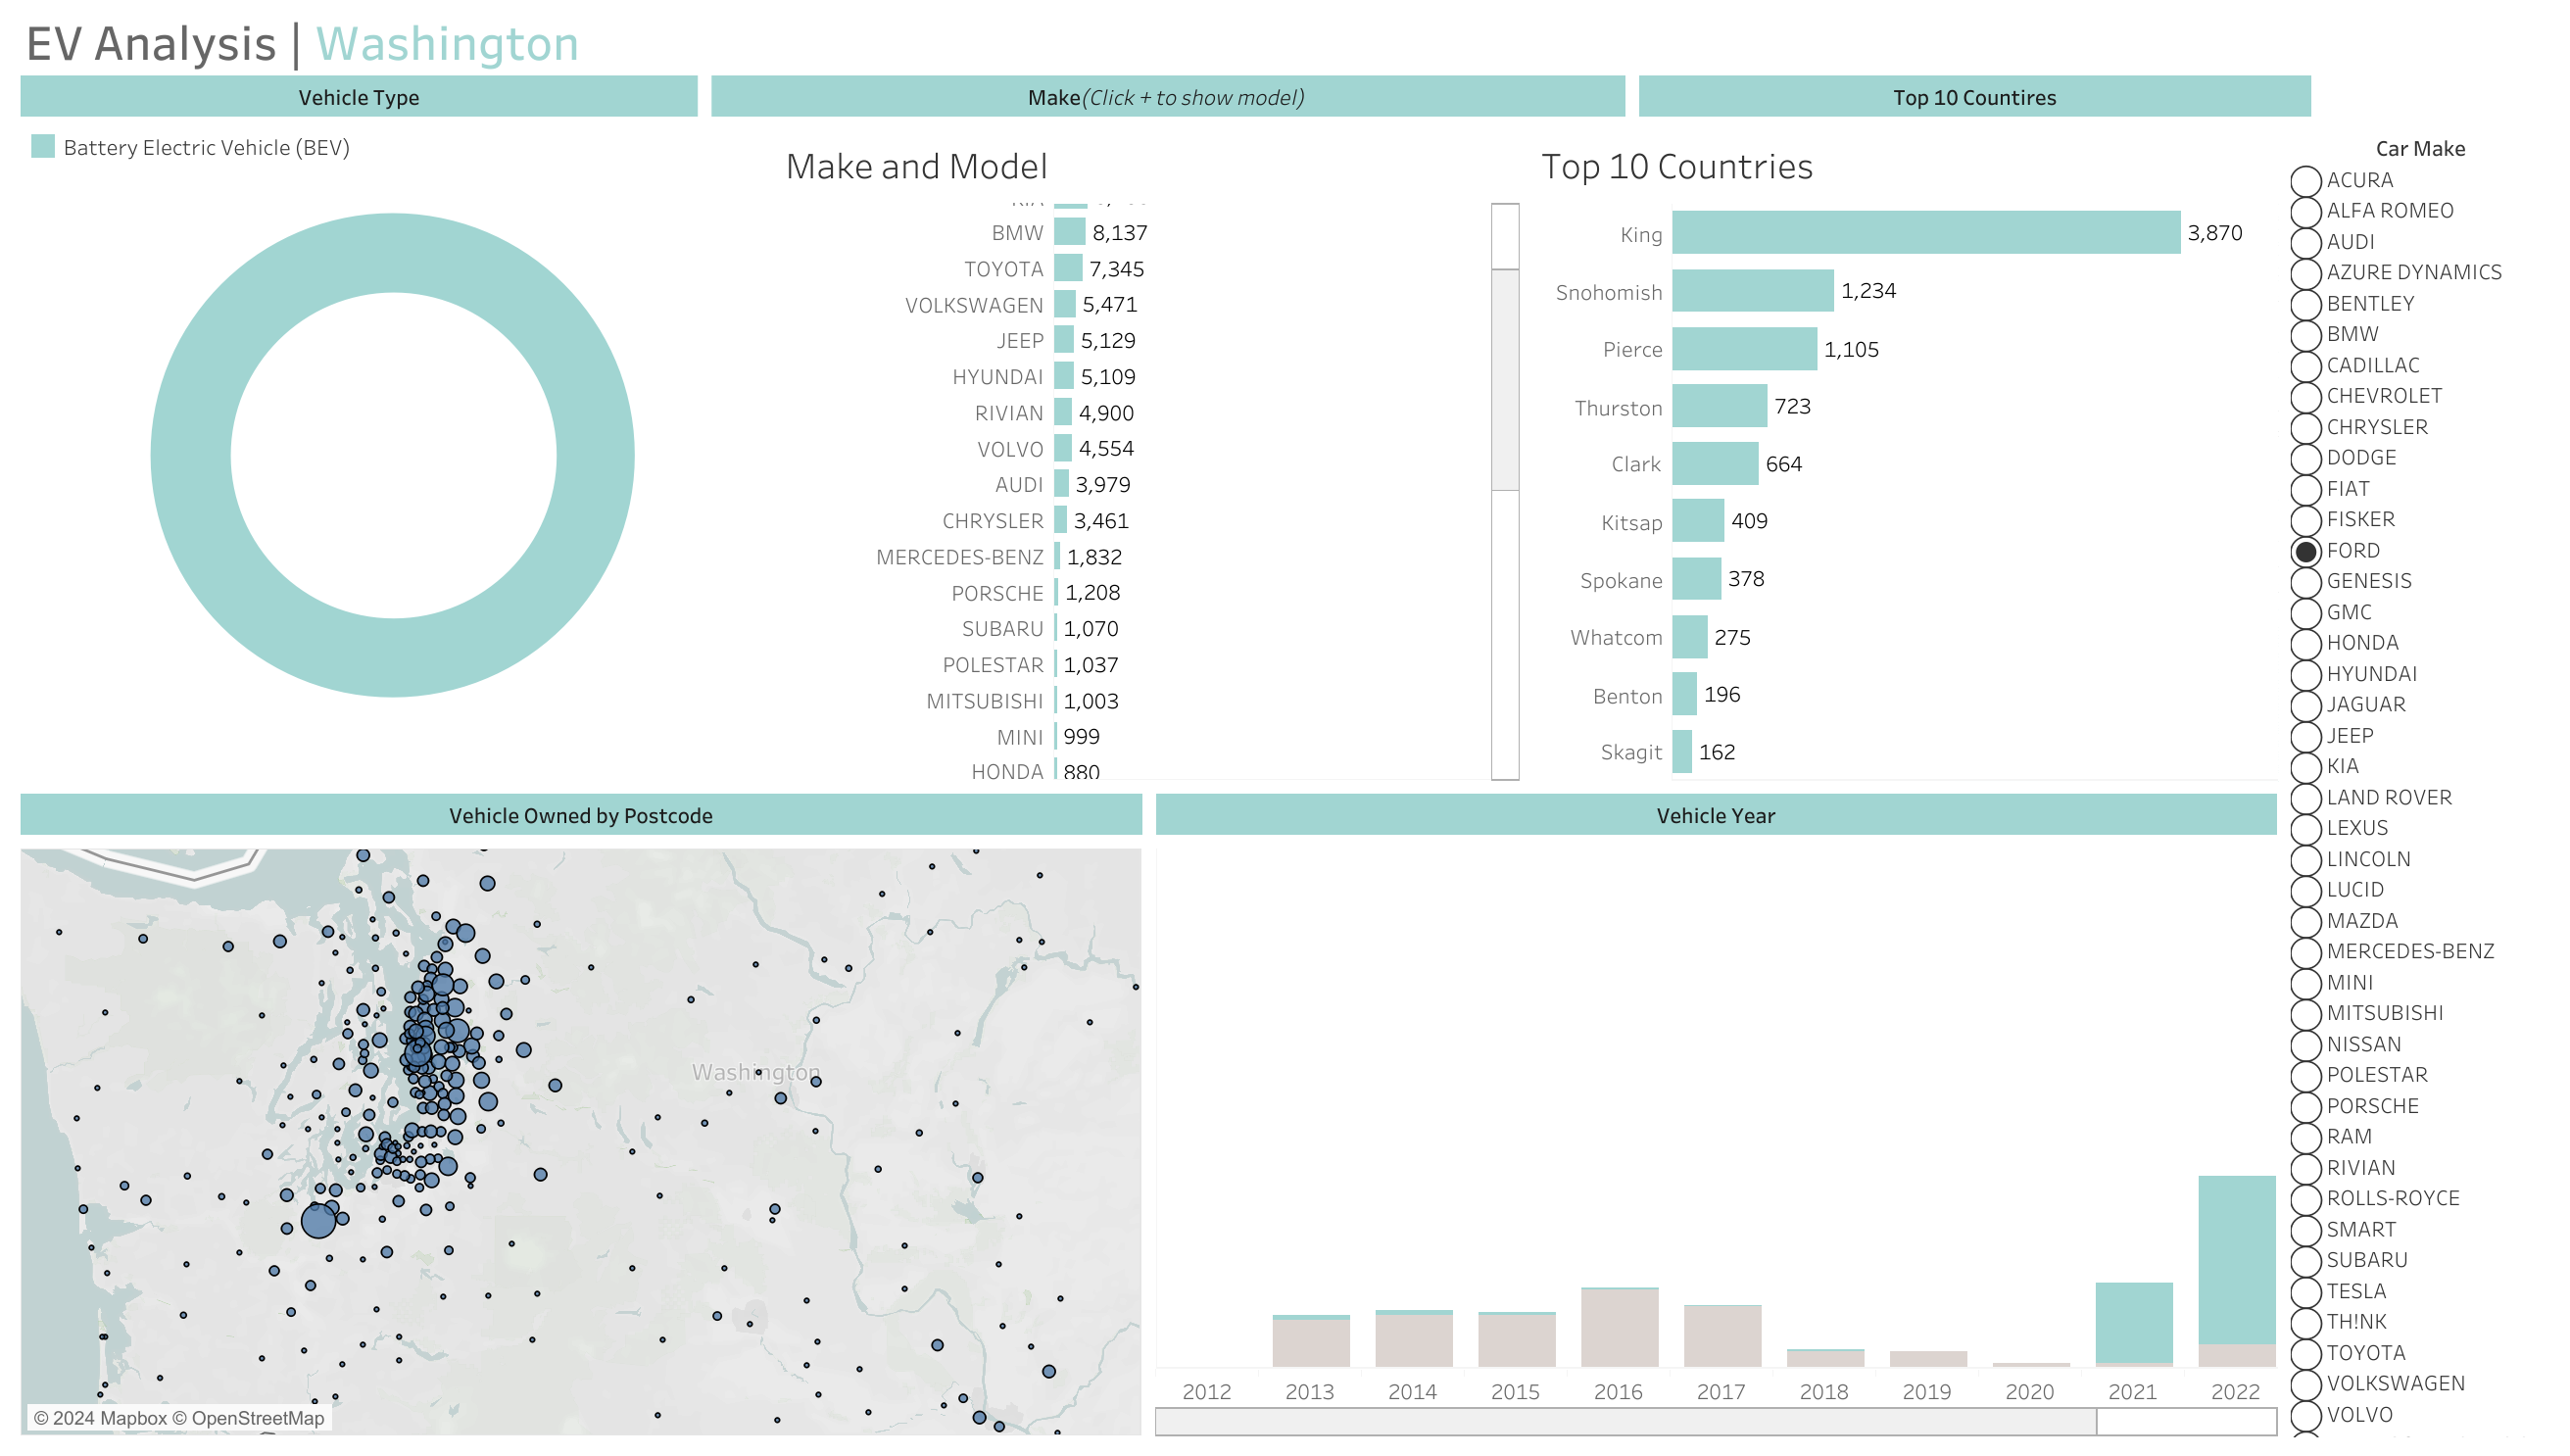 EV Analysis | Washington
Vehicle Type
Make(Click + to show model)
Top 10 Countires
Battery Electric Vehicle (BEV)
Make and Model
BMW 8,137
TOYOTA 7,345
VOLKSWAGEN 5,471
JEEP 5,129
HYUNDAI 5,109
RIVIAN 4,900
VOLVO 4,554
AUDI 3,979
CHRYSLER 3,461
MERCEDES-BENZ 1,832
PORSCHE 1,208
SUBARU 1,070
POLESTAR 1,037
MITSUBISHI 1,003
MINI 999
HONDA 880
Top 10 Countries
King 3,870
Snohomish 1,234
Pierce 1,105
Thurston 723
Clark 664
Kitsap 409
Spokane 378
Whatcom 275
Benton 196
Skagit 162
Car Make
ACURA
ALFA ROMEO
AUDI
AZURE DYNAMICS
BENTLEY
BMW
CADILLAC
CHEVROLET
CHRYSLER
DODGE
FIAT
FISKER
FORD
GENESIS
GMC
HONDA
HYUNDAI
JAGUAR
JEEP
KIA
LAND ROVER
LEXUS
LINCOLN
LUCID
MAZDA
MERCEDES-BENZ
MINI
MITSUBISHI
NISSAN
POLESTAR
PORSCHE
RAM
RIVIAN
ROLLS-ROYCE
SMART
SUBARU
TESLA
TH!NK
TOYOTA
VOLKSWAGEN
VOLVO
Vehicle Owned by Postcode
Washington
© 2024 Mapbox © OpenStreetMap
Vehicle Year
2012 2013 2014 2015 2016 2017 2018 2019 2020 2021 2022